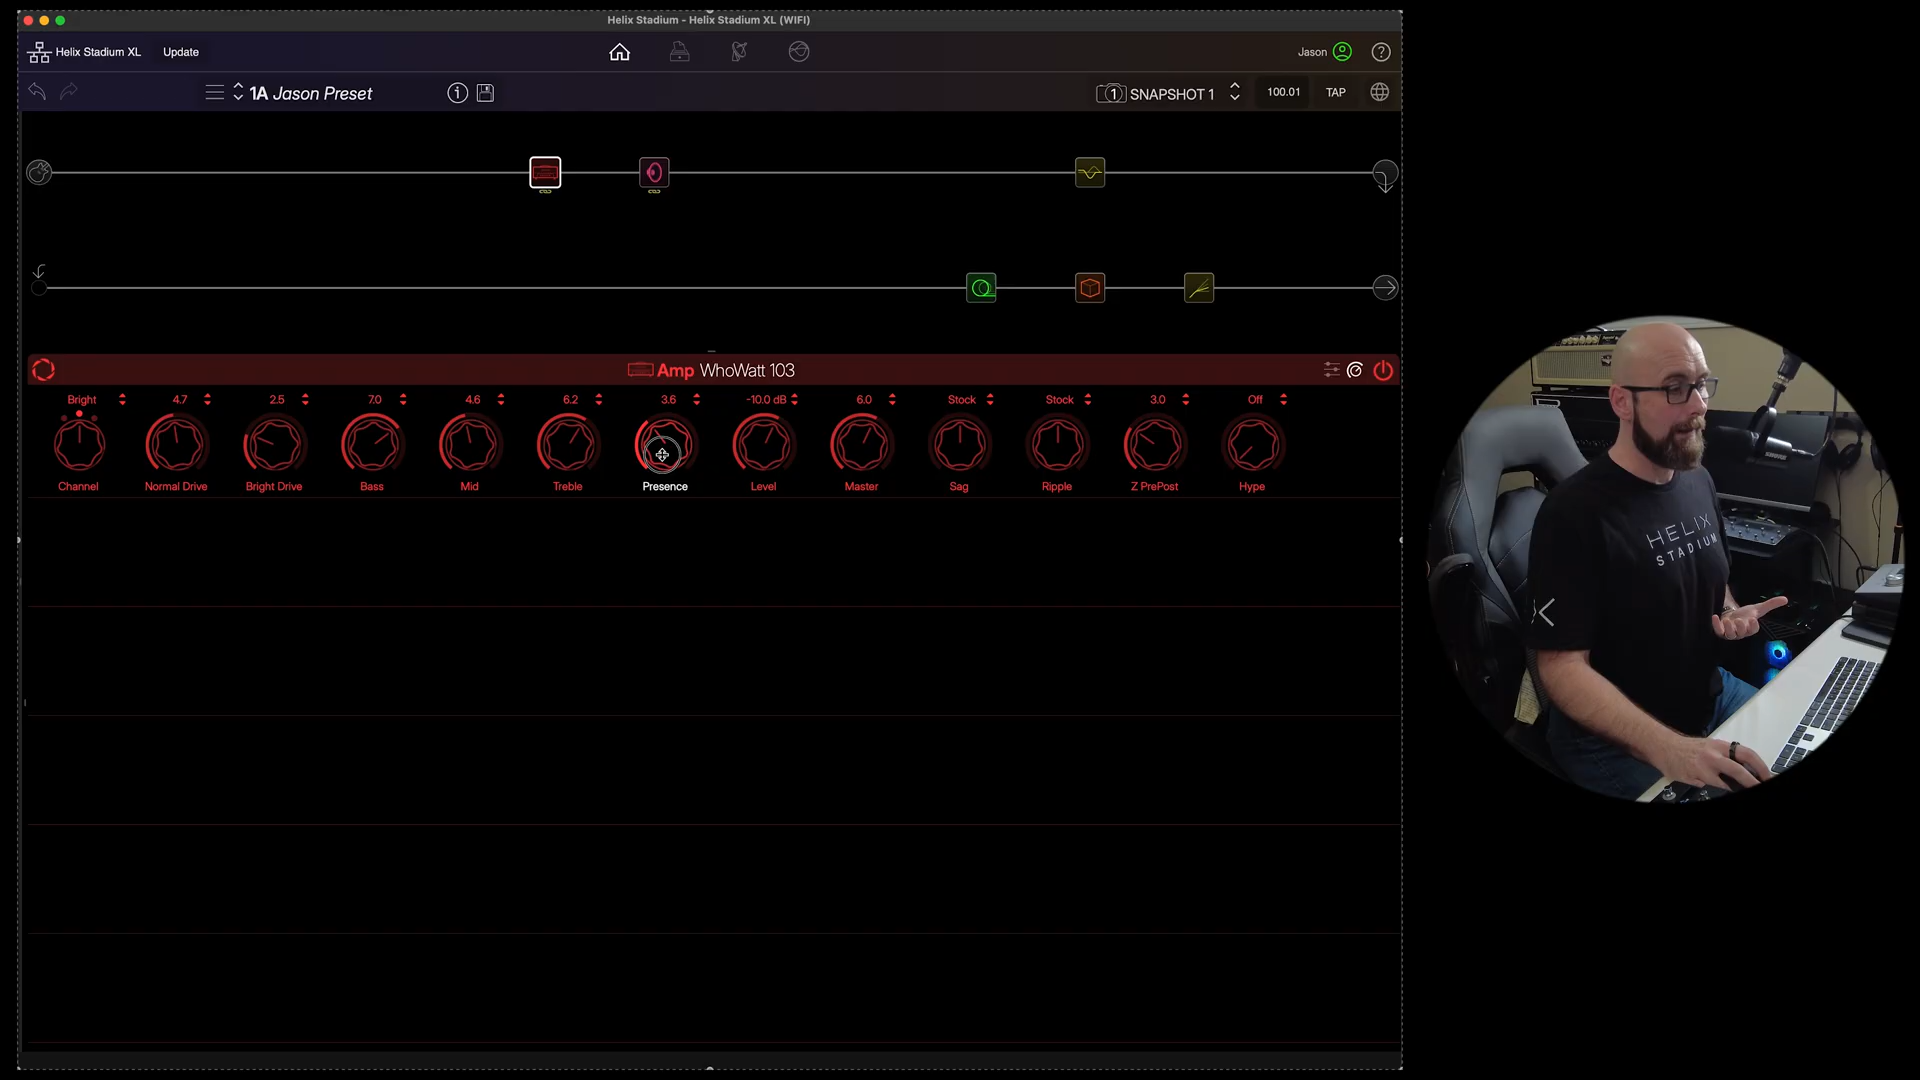 Helix Stadium - Helix Stadium XL (WIFI)
Helix Stadium XL Update
Jason ?
1A Jason Preset i
1 SNAPSHOT 1 100.01 TAP
Amp WhoWatt 103
Bright 4.7 2.5 7.0 4.6 6.2 3.6 -10.0 dB 6.0 Stock Stock 3.0 Off
Channel Normal Drive Bright Drive Bass Mid Treble Presence Level Master Sag Ripple Z PrePost Hype
HELIX
STADIUM